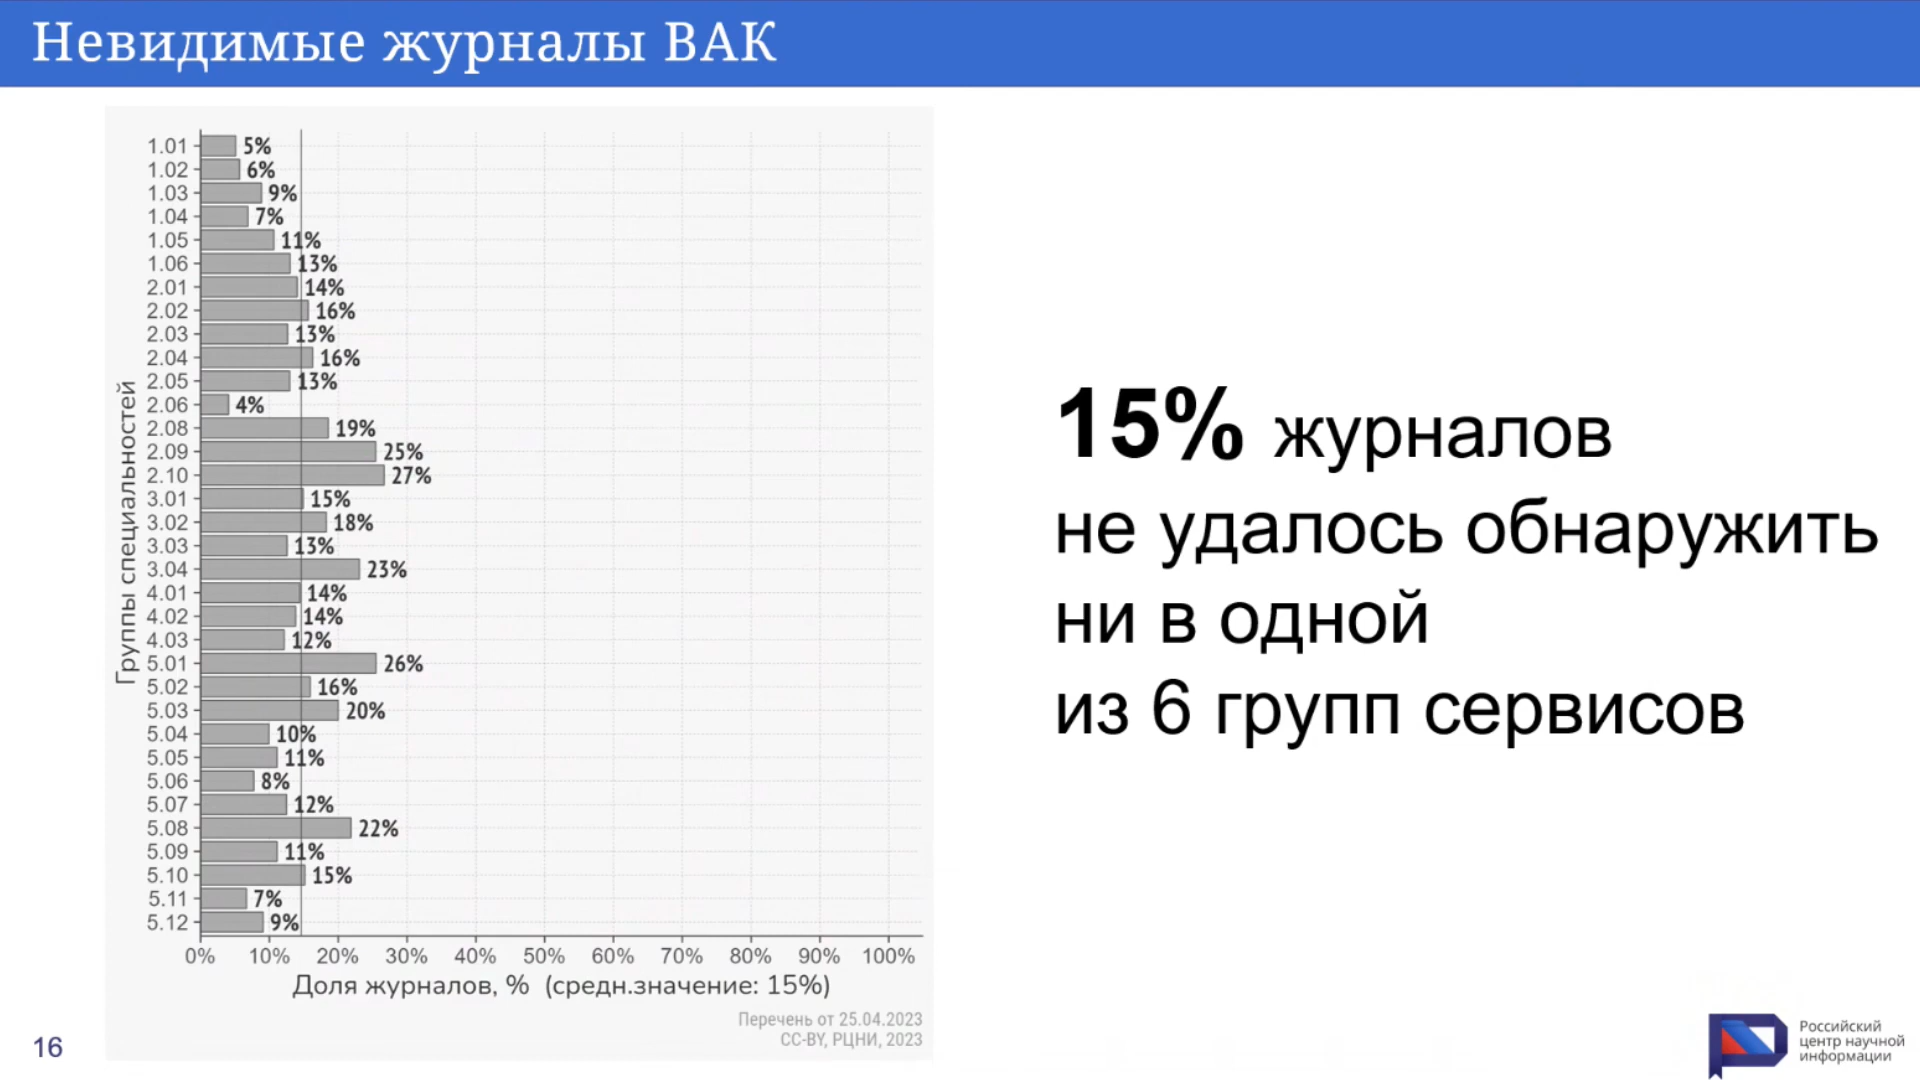 Невидимые журналы ВАК
Группы специальностей
1.01 5%
1.02 6%
1.03 9%
1.04 7%
1.05 11%
1.06 13%
2.01 14%
2.02 16%
2.03 13%
2.04 16%
2.05 13%
2.06 4%
2.08 19%
2.09 25%
2.10 27%
3.01 15%
3.02 18%
3.03 13%
3.04 23%
4.01 14%
4.02 14%
4.03 12%
5.01 26%
5.02 16%
5.03 20%
5.04 10%
5.05 11%
5.06 8%
5.07 12%
5.08 22%
5.09 11%
5.10 15%
5.11 7%
5.12 9%
0% 10% 20% 30% 40% 50% 60% 70% 80% 90% 100%
Доля журналов, % (средн.значение: 15%)
Перечень от 25.04.2023
CC-BY, РЦНИ, 2023
15% журналов
не удалось обнаружить
ни в одной
из 6 групп сервисов
16
Российский
центр научной
информации